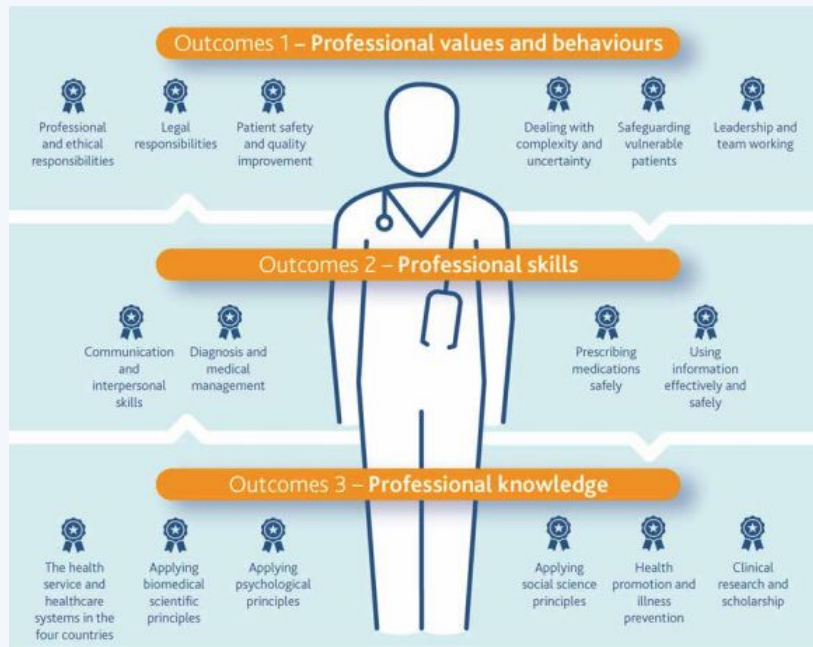 Outcomes 1 – Professional values and behaviours
Professional
and ethical
responsibilities
Legal
responsibilities
Patient safety
and quality
improvement
Dealing with
complexity and
uncertainty
Safeguarding
vulnerable
patients
Leadership and
team working
Outcomes 2 – Professional skills
Communication
and
interpersonal
skills
Diagnosis and
medical
management
Prescribing
medications
safely
Using
information
effectively and
safely
Outcomes 3 – Professional knowledge
The health
service and
healthcare
systems in the
four countries
Applying
biomedical
scientific
principles
Applying
psychological
principles
Applying
social science
principles
Health
promotion and
illness
prevention
Clinical
research and
scholarship